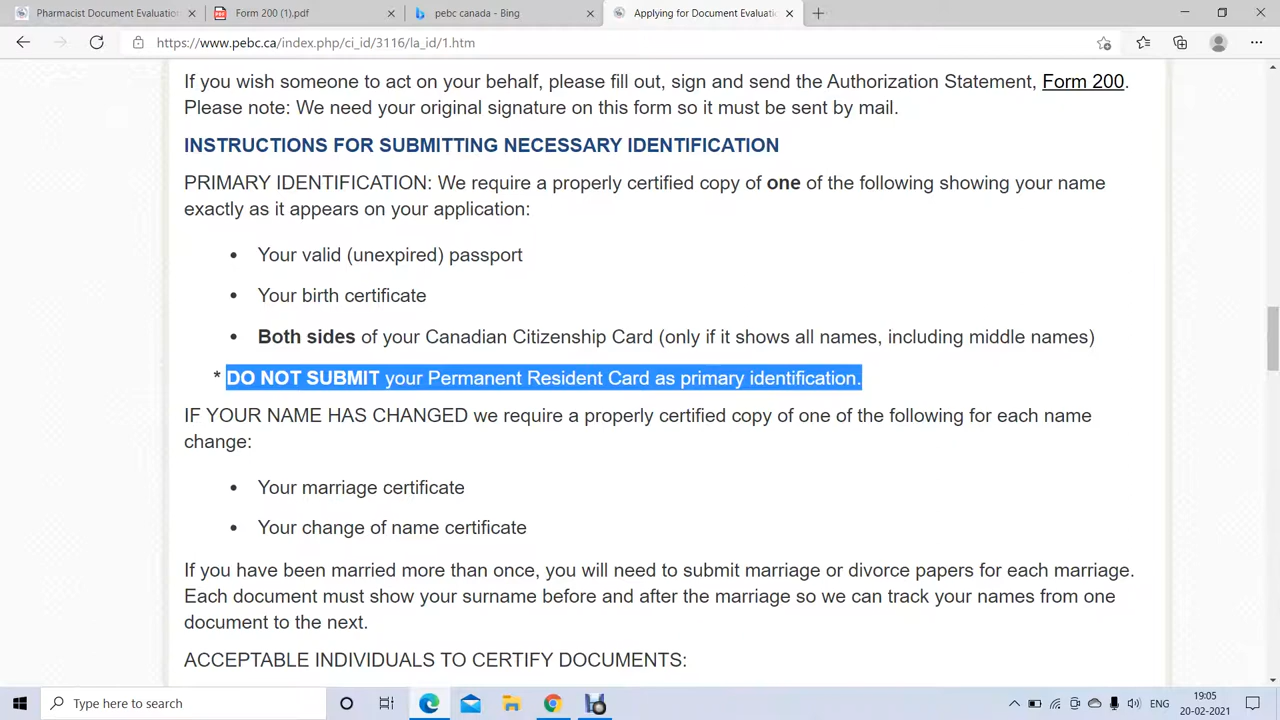 Pharmacist Document Evaluation
Form 200 (1).pdf
pebc canada - Bing
Applying for Document Evaluati
https://www.pebc.ca/index.php/ci_id/3116/la_id/1.htm
If you wish someone to act on your behalf, please fill out, sign and send the Authorization Statement, Form 200.
Please note: We need your original signature on this form so it must be sent by mail.
INSTRUCTIONS FOR SUBMITTING NECESSARY IDENTIFICATION
PRIMARY IDENTIFICATION: We require a properly certified copy of one of the following showing your name
exactly as it appears on your application:
• Your valid (unexpired) passport
• Your birth certificate
• Both sides of your Canadian Citizenship Card (only if it shows all names, including middle names)
* DO NOT SUBMIT your Permanent Resident Card as primary identification.
IF YOUR NAME HAS CHANGED we require a properly certified copy of one of the following for each name
change:
• Your marriage certificate
• Your change of name certificate
If you have been married more than once, you will need to submit marriage or divorce papers for each marriage.
Each document must show your surname before and after the marriage so we can track your names from one
document to the next.
ACCEPTABLE INDIVIDUALS TO CERTIFY DOCUMENTS:
Type here to search
ENG
19:05
20-02-2021